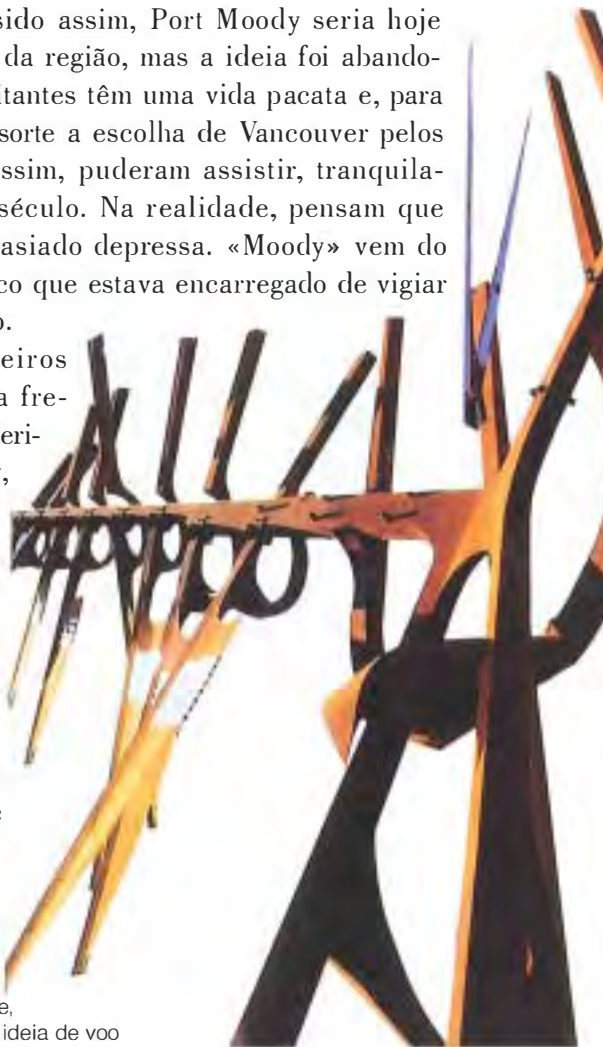 sido assim, Port Moody seria hoje
da região, mas a ideia foi abando-
itantes têm uma vida pacata e, para
sorte a escolha de Vancouver pelos
ssim, puderam assistir, tranquila-
século. Na realidade, pensam que
asiado depressa. «Moody» vem do
co que estava encarregado de vigiar
o.
eiros
a fre-
eri-
,
e,
ideia de voo